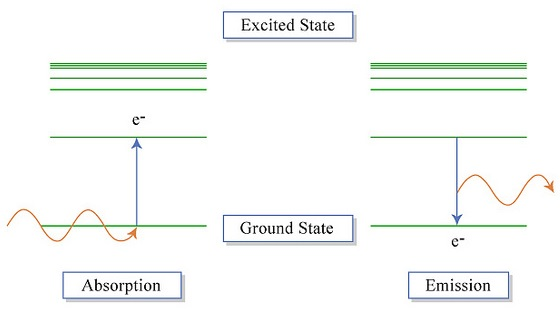 Excited State
e-
Ground State
e-
Absorption
Emission